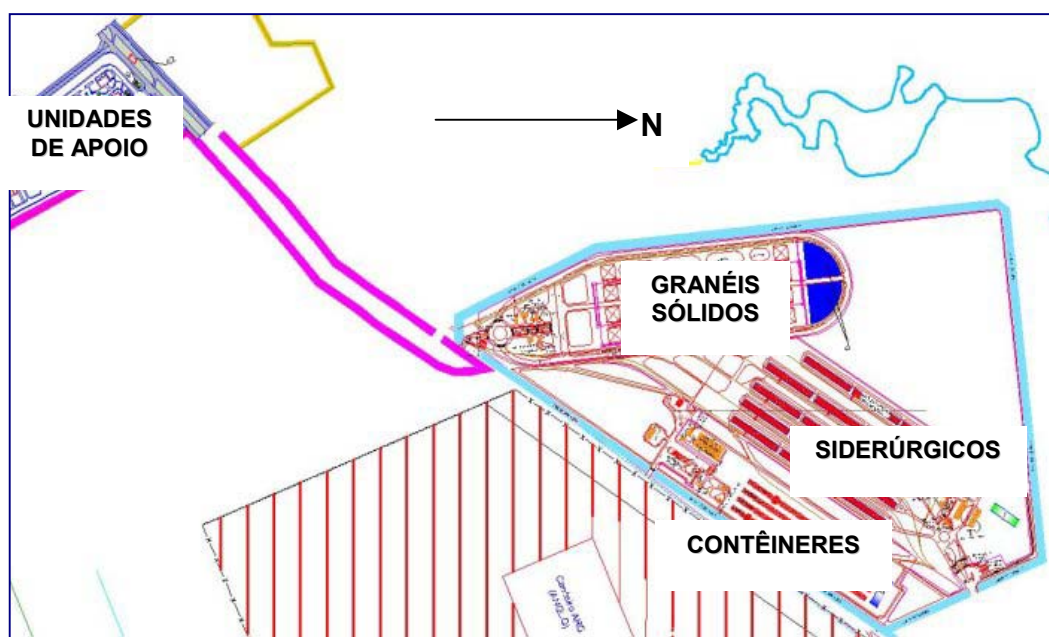 UNIDADES
DE APOIO
N
GRANÉIS
SÓLIDOS
SIDERÚRGICOS
CONTÊINERES